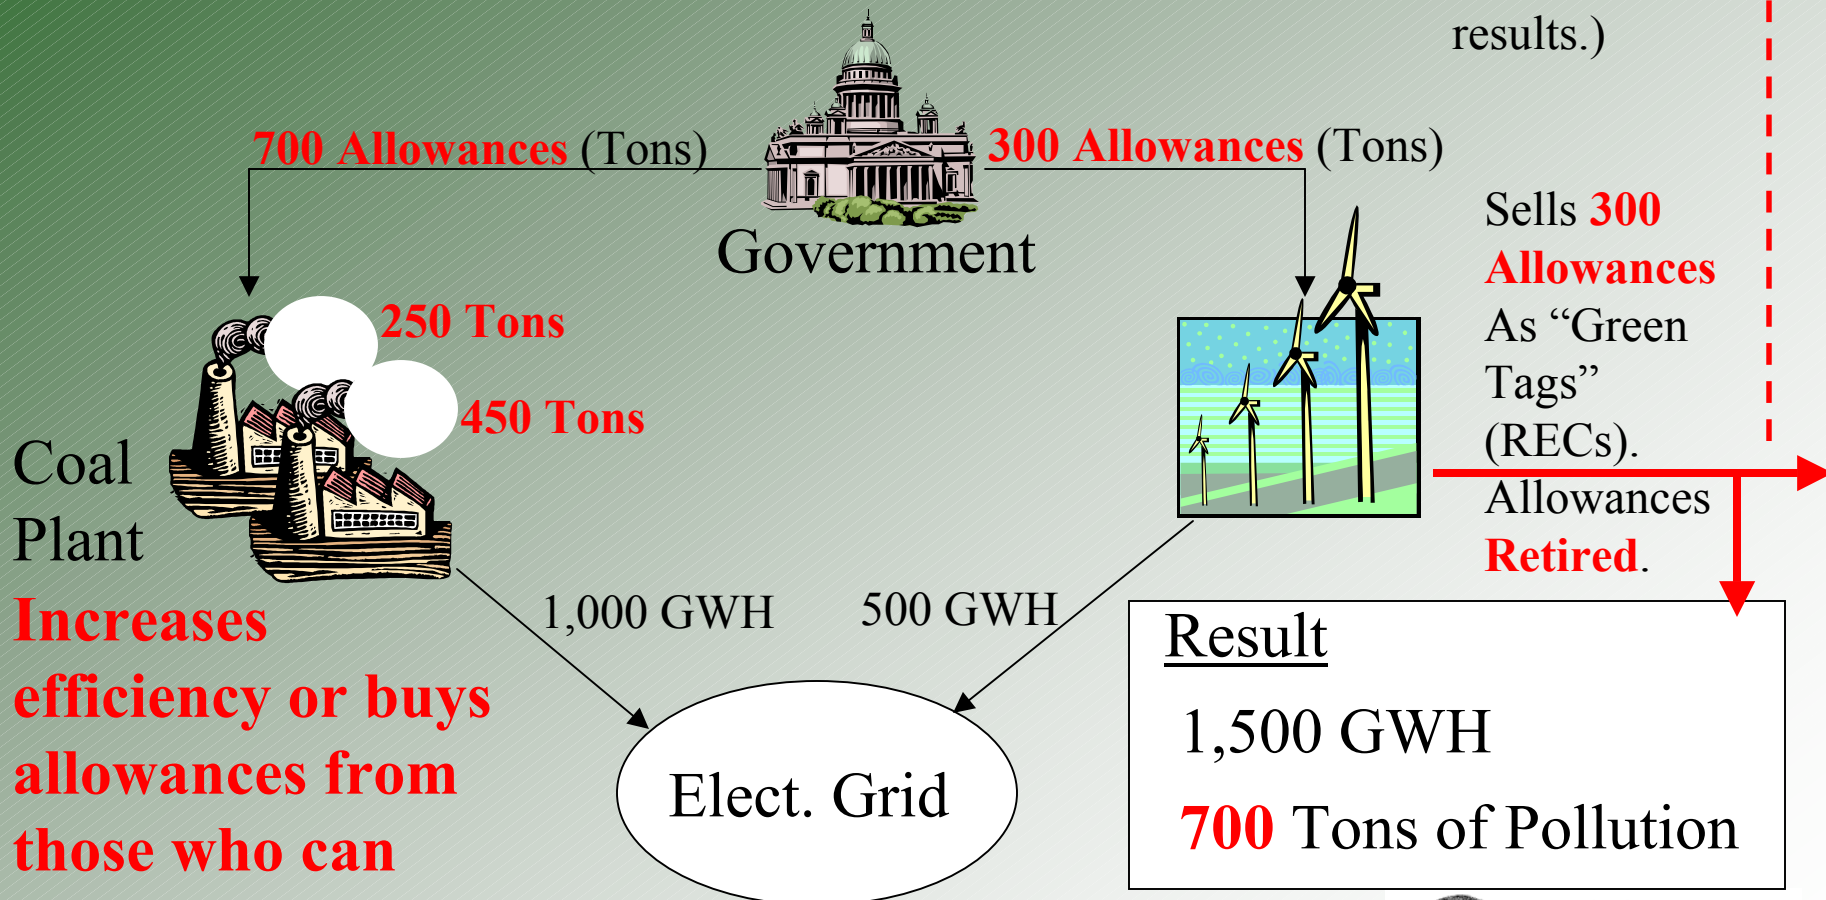 results.)
700 Allowances (Tons)
300 Allowances (Tons)
Government
Sells 300
Allowances
As “Green
Tags”
(RECs).
Allowances
Retired.
250 Tons
450 Tons
Coal
Plant
Increases
efficiency or buys
allowances from
those who can
1,000 GWH
500 GWH
Elect. Grid
Result
1,500 GWH
700 Tons of Pollution